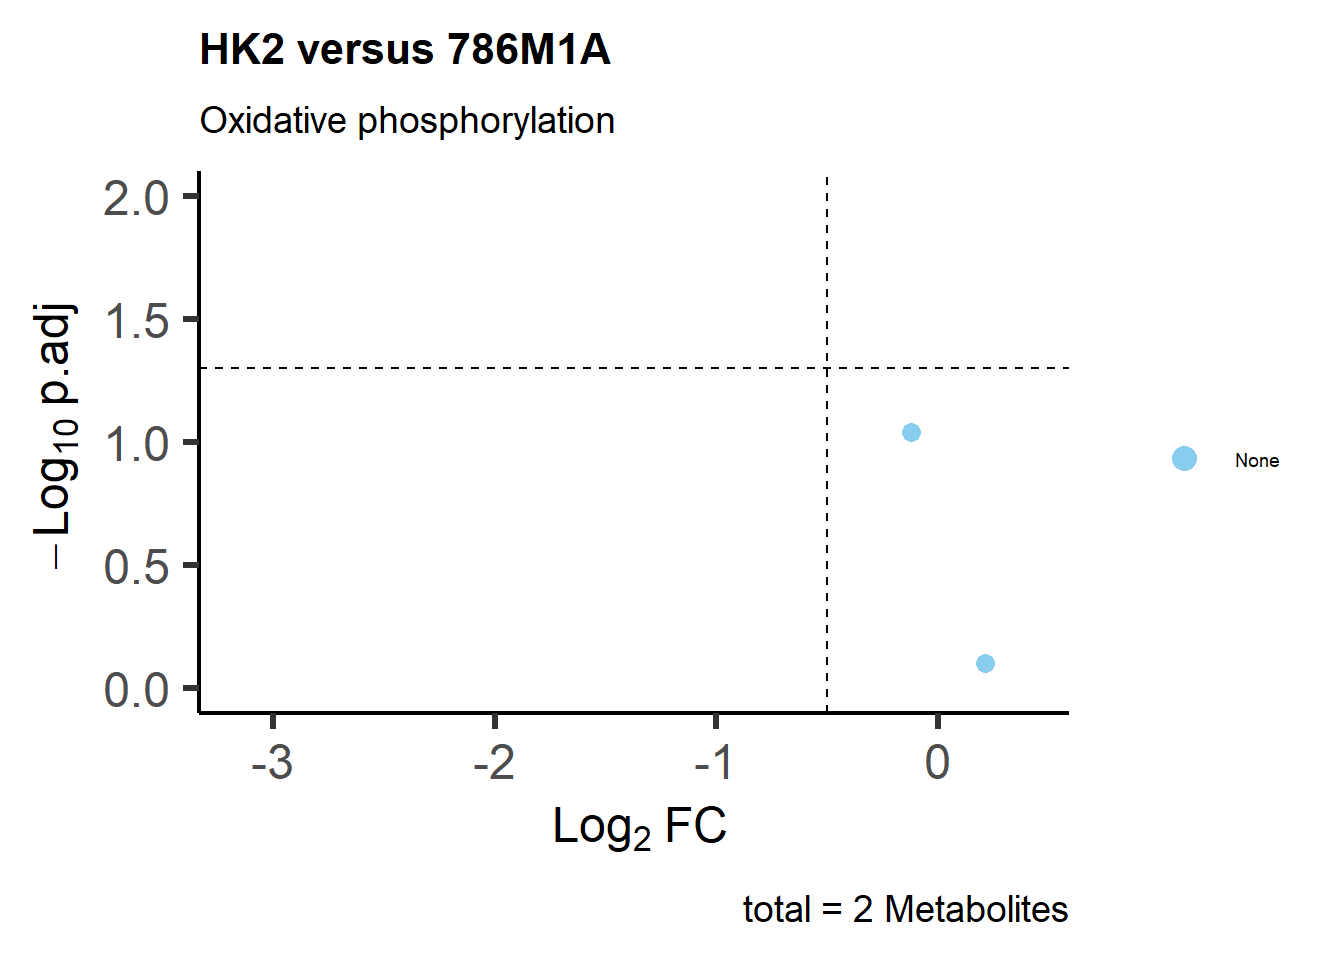 HK2 versus 786M1A
Oxidative phosphorylation
2.0
1.5
1.0
0.5
0.0
−Log₁₀ p.adj
None
-3 -2 -1 0
Log₂ FC
total = 2 Metabolites